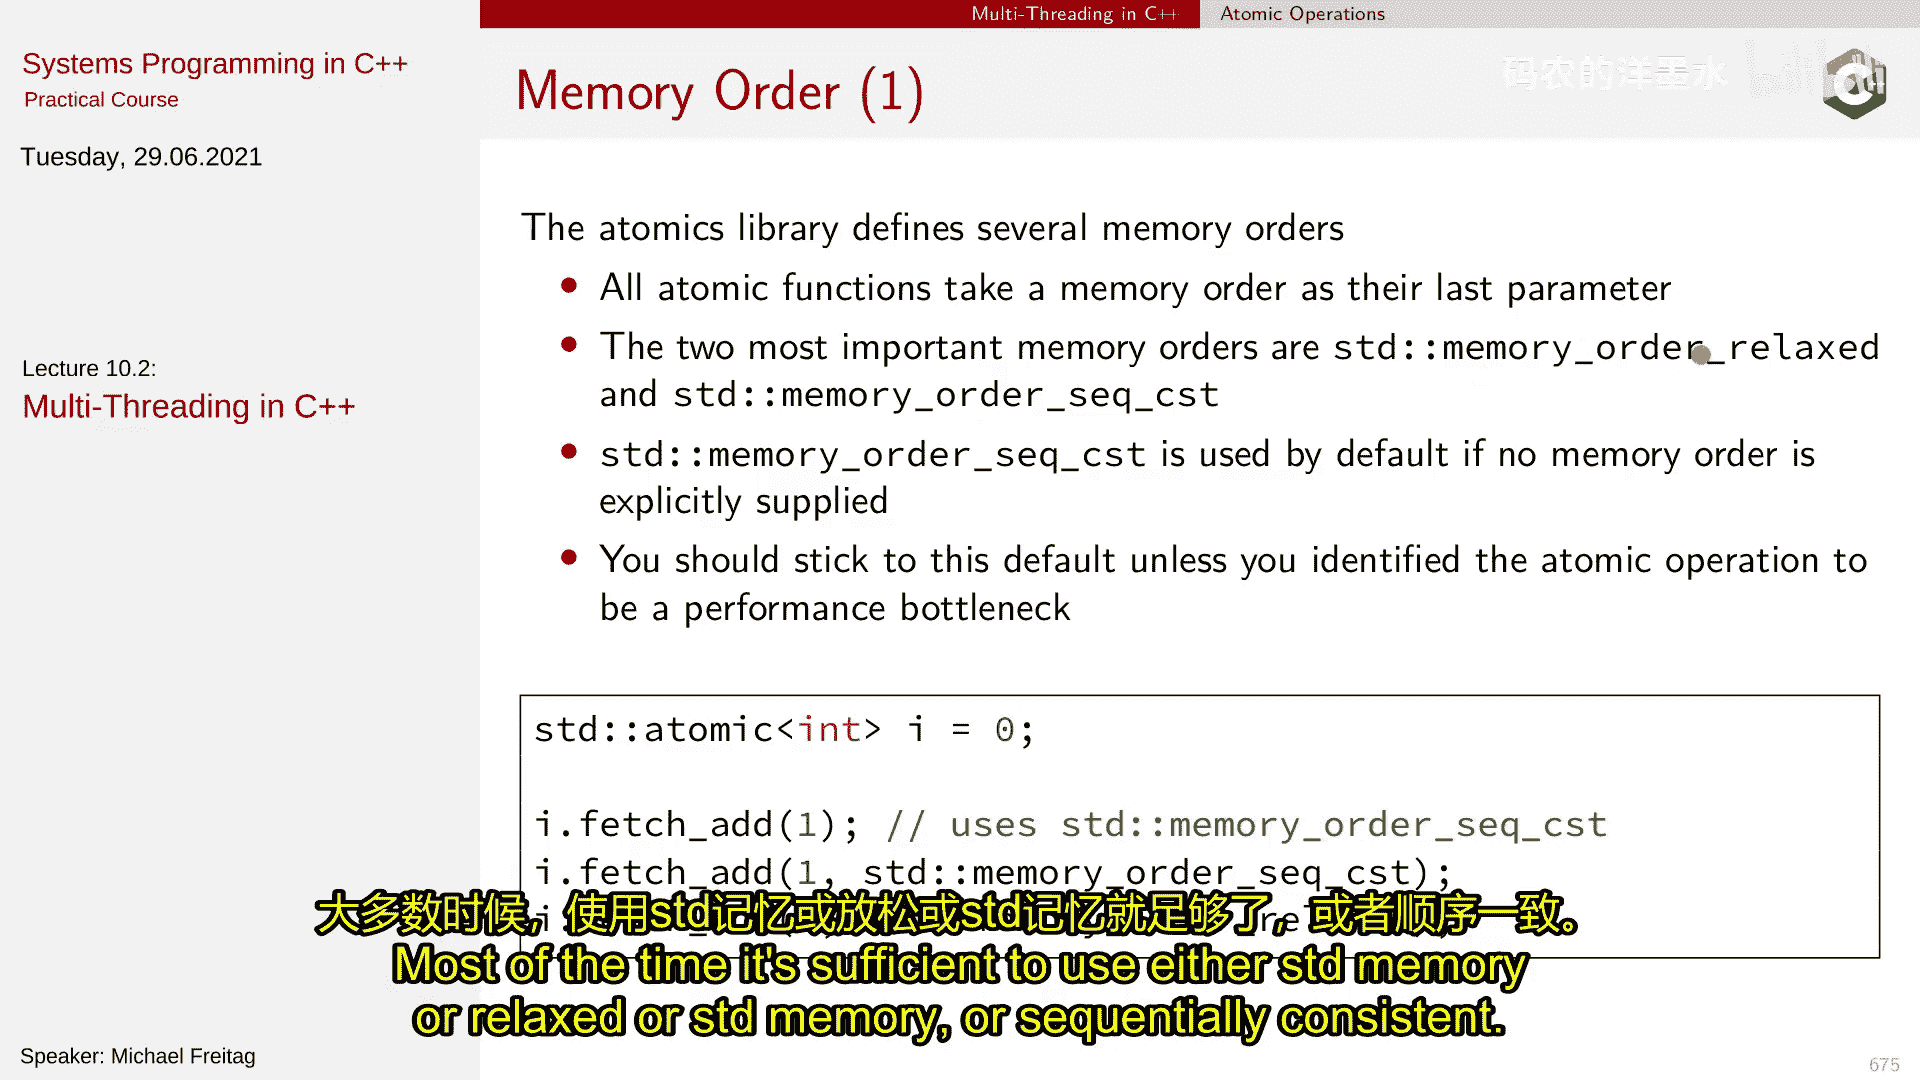 Multi-Threading in C++
Atomic Operations
Systems Programming in C++
Practical Course
Tuesday, 29.06.2021
Lecture 10.2:
Multi-Threading in C++
Speaker: Michael Freitag
Memory Order (1)
码农的洋墨水
The atomics library defines several memory orders
• All atomic functions take a memory order as their last parameter
• The two most important memory orders are std::memory_order_relaxed
and std::memory_order_seq_cst
• std::memory_order_seq_cst is used by default if no memory order is
explicitly supplied
• You should stick to this default unless you identified the atomic operation to
be a performance bottleneck
std::atomic<int> i = 0;
i.fetch_add(1); // uses std::memory_order_seq_cst
i.fetch_add(1, std::memory_order_seq_cst);
大多数时候，使用std记忆或放松或std记忆就足够了，或者顺序一致。
Most of the time it's sufficient to use either std memory
or relaxed or std memory, or sequentially consistent.
675